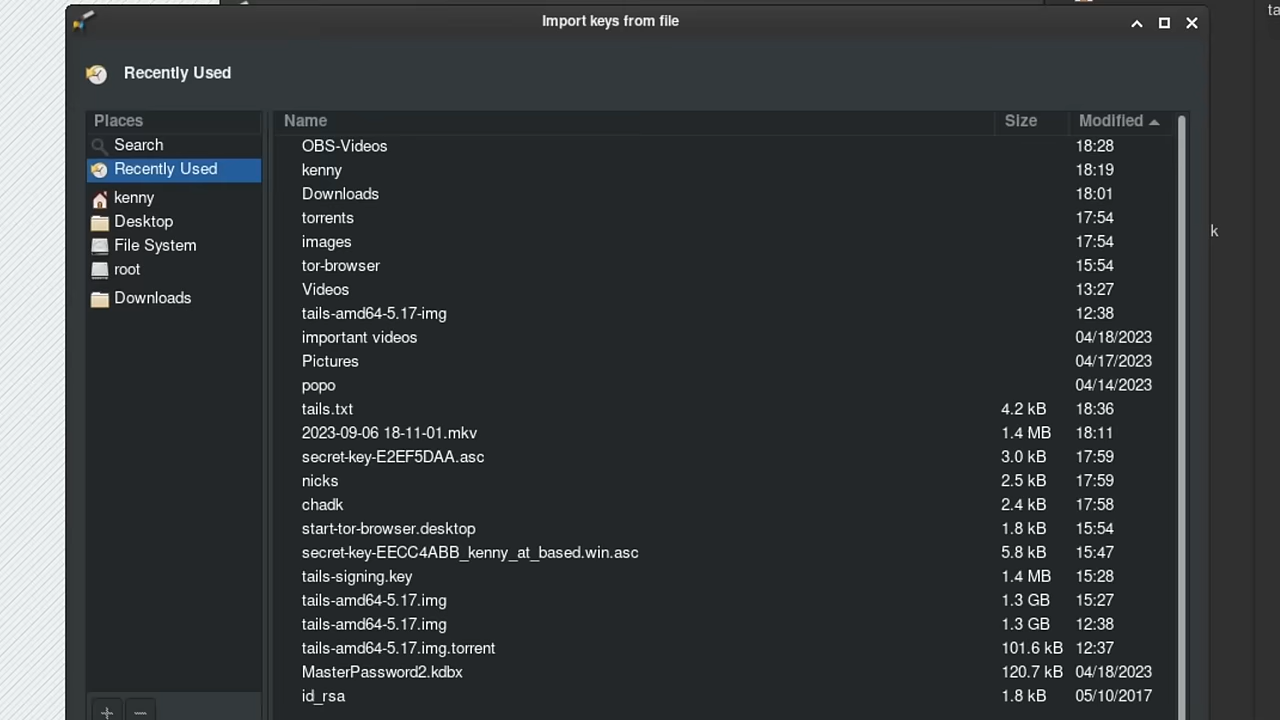 Import keys from file
Recently Used
Places
Search
Recently Used
kenny
Desktop
File System
root
Downloads
Name Size Modified
OBS-Videos 18:28
kenny 18:19
Downloads 18:01
torrents 17:54
images 17:54
tor-browser 15:54
Videos 13:27
tails-amd64-5.17-img 12:38
important videos 04/18/2023
Pictures 04/17/2023
popo 04/14/2023
tails.txt 4.2 kB 18:36
2023-09-06 18-11-01.mkv 1.4 MB 18:11
secret-key-E2EF5DAA.asc 3.0 kB 17:59
nicks 2.5 kB 17:59
chadk 2.4 kB 17:58
start-tor-browser.desktop 1.8 kB 15:54
secret-key-EECC4ABB_kenny_at_based.win.asc 5.8 kB 15:47
tails-signing.key 1.4 MB 15:28
tails-amd64-5.17.img 1.3 GB 15:27
tails-amd64-5.17.img 1.3 GB 12:38
tails-amd64-5.17.img.torrent 101.6 kB 12:37
MasterPassword2.kdbx 120.7 kB 04/18/2023
id_rsa 1.8 kB 05/10/2017
ta
k